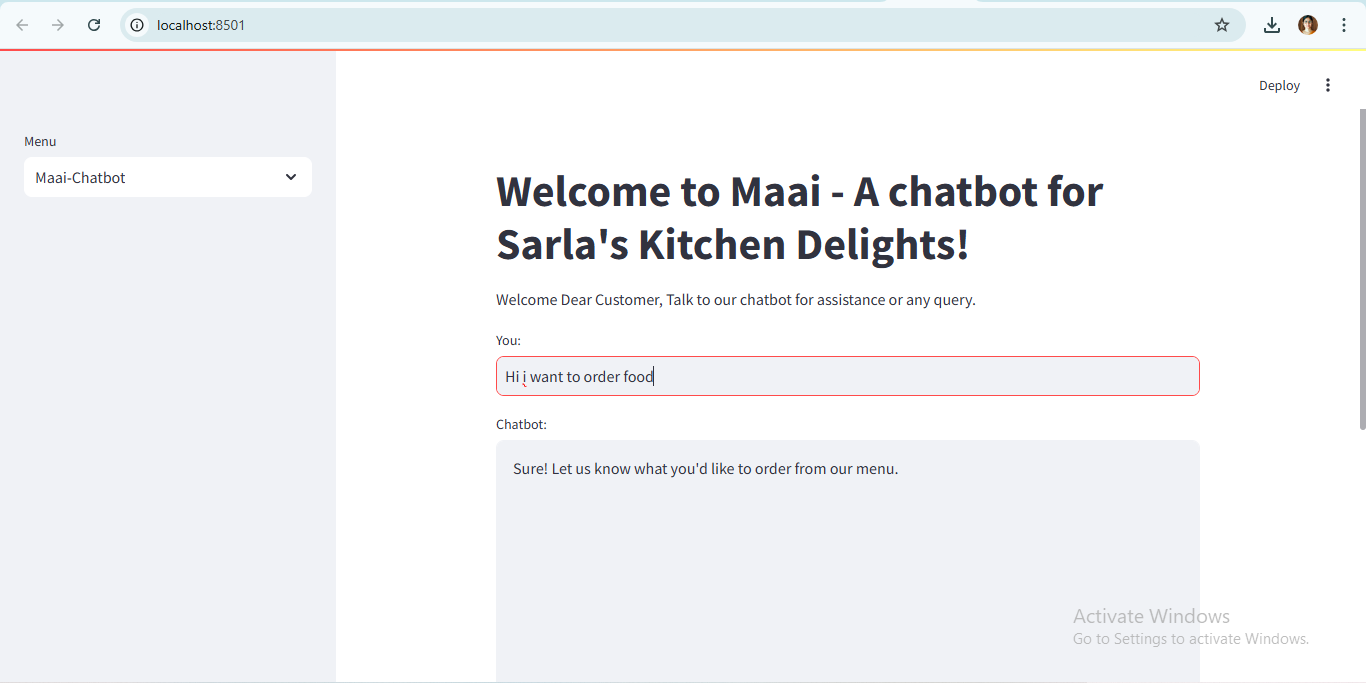 localhost:8501
Deploy
Menu
Maai-Chatbot
Welcome to Maai - A chatbot for
Sarla's Kitchen Delights!
Welcome Dear Customer, Talk to our chatbot for assistance or any query.
You:
Hi i want to order food
Chatbot:
Sure! Let us know what you'd like to order from our menu.
Activate Windows
Go to Settings to activate Windows.